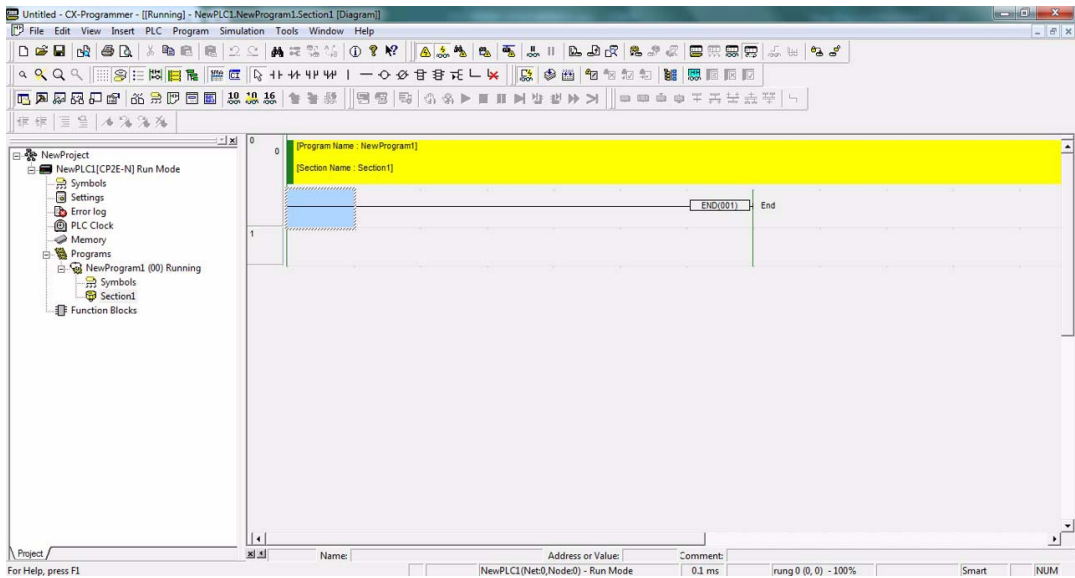 Untitled - CX-Programmer - [[Running] - NewPLC1.NewProgram1.Section1 [Diagram]]
File Edit View Insert PLC Program Simulation Tools Window Help
10 10 16
NewProject
NewPLC1[CP2E-N] Run Mode
Symbols
Settings
Error log
PLC Clock
Memory
Programs
NewProgram1 (00) Running
Symbols
Section1
Function Blocks
Project
0
0
[Program Name : NewProgram1]
[Section Name : Section1]
END(001) End
1
Name: Address or Value: Comment:
For Help, press F1 NewPLC1(Net:0,Node:0) - Run Mode 0.1 ms rung 0 (0, 0) - 100% Smart NUM